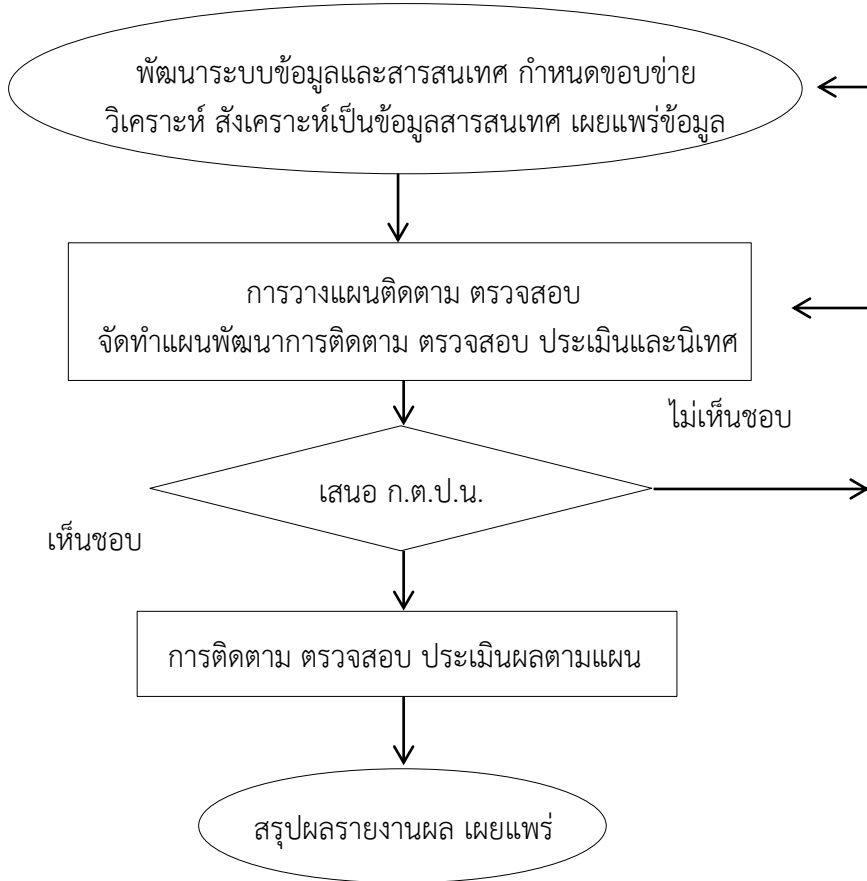 พัฒนาระบบข้อมูลและสารสนเทศ กำหนดขอบข่าย
วิเคราะห์ สังเคราะห์เป็นข้อมูลสารสนเทศ เผยแพร่ข้อมูล
การวางแผนติดตาม ตรวจสอบ
จัดทำแผนพัฒนาการติดตาม ตรวจสอบ ประเมินและนิเทศ
ไม่เห็นชอบ
เสนอ ก.ต.ป.น.
เห็นชอบ
การติดตาม ตรวจสอบ ประเมินผลตามแผน
สรุปผลรายงานผล เผยแพร่